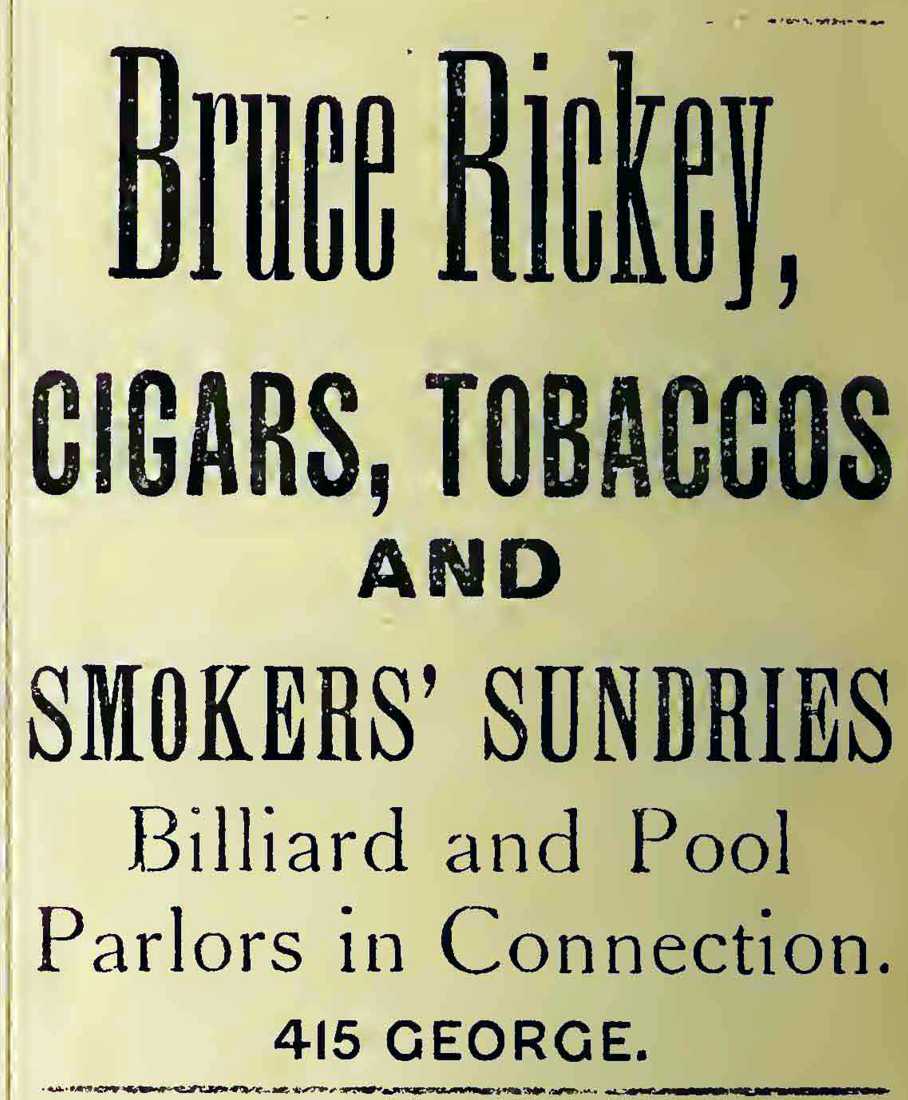 Bruce Rickey,
CIGARS, TOBACCOS
AND
SMOKERS' SUNDRIES
Billiard and Pool
Parlors in Connection.
415 GEORGE.